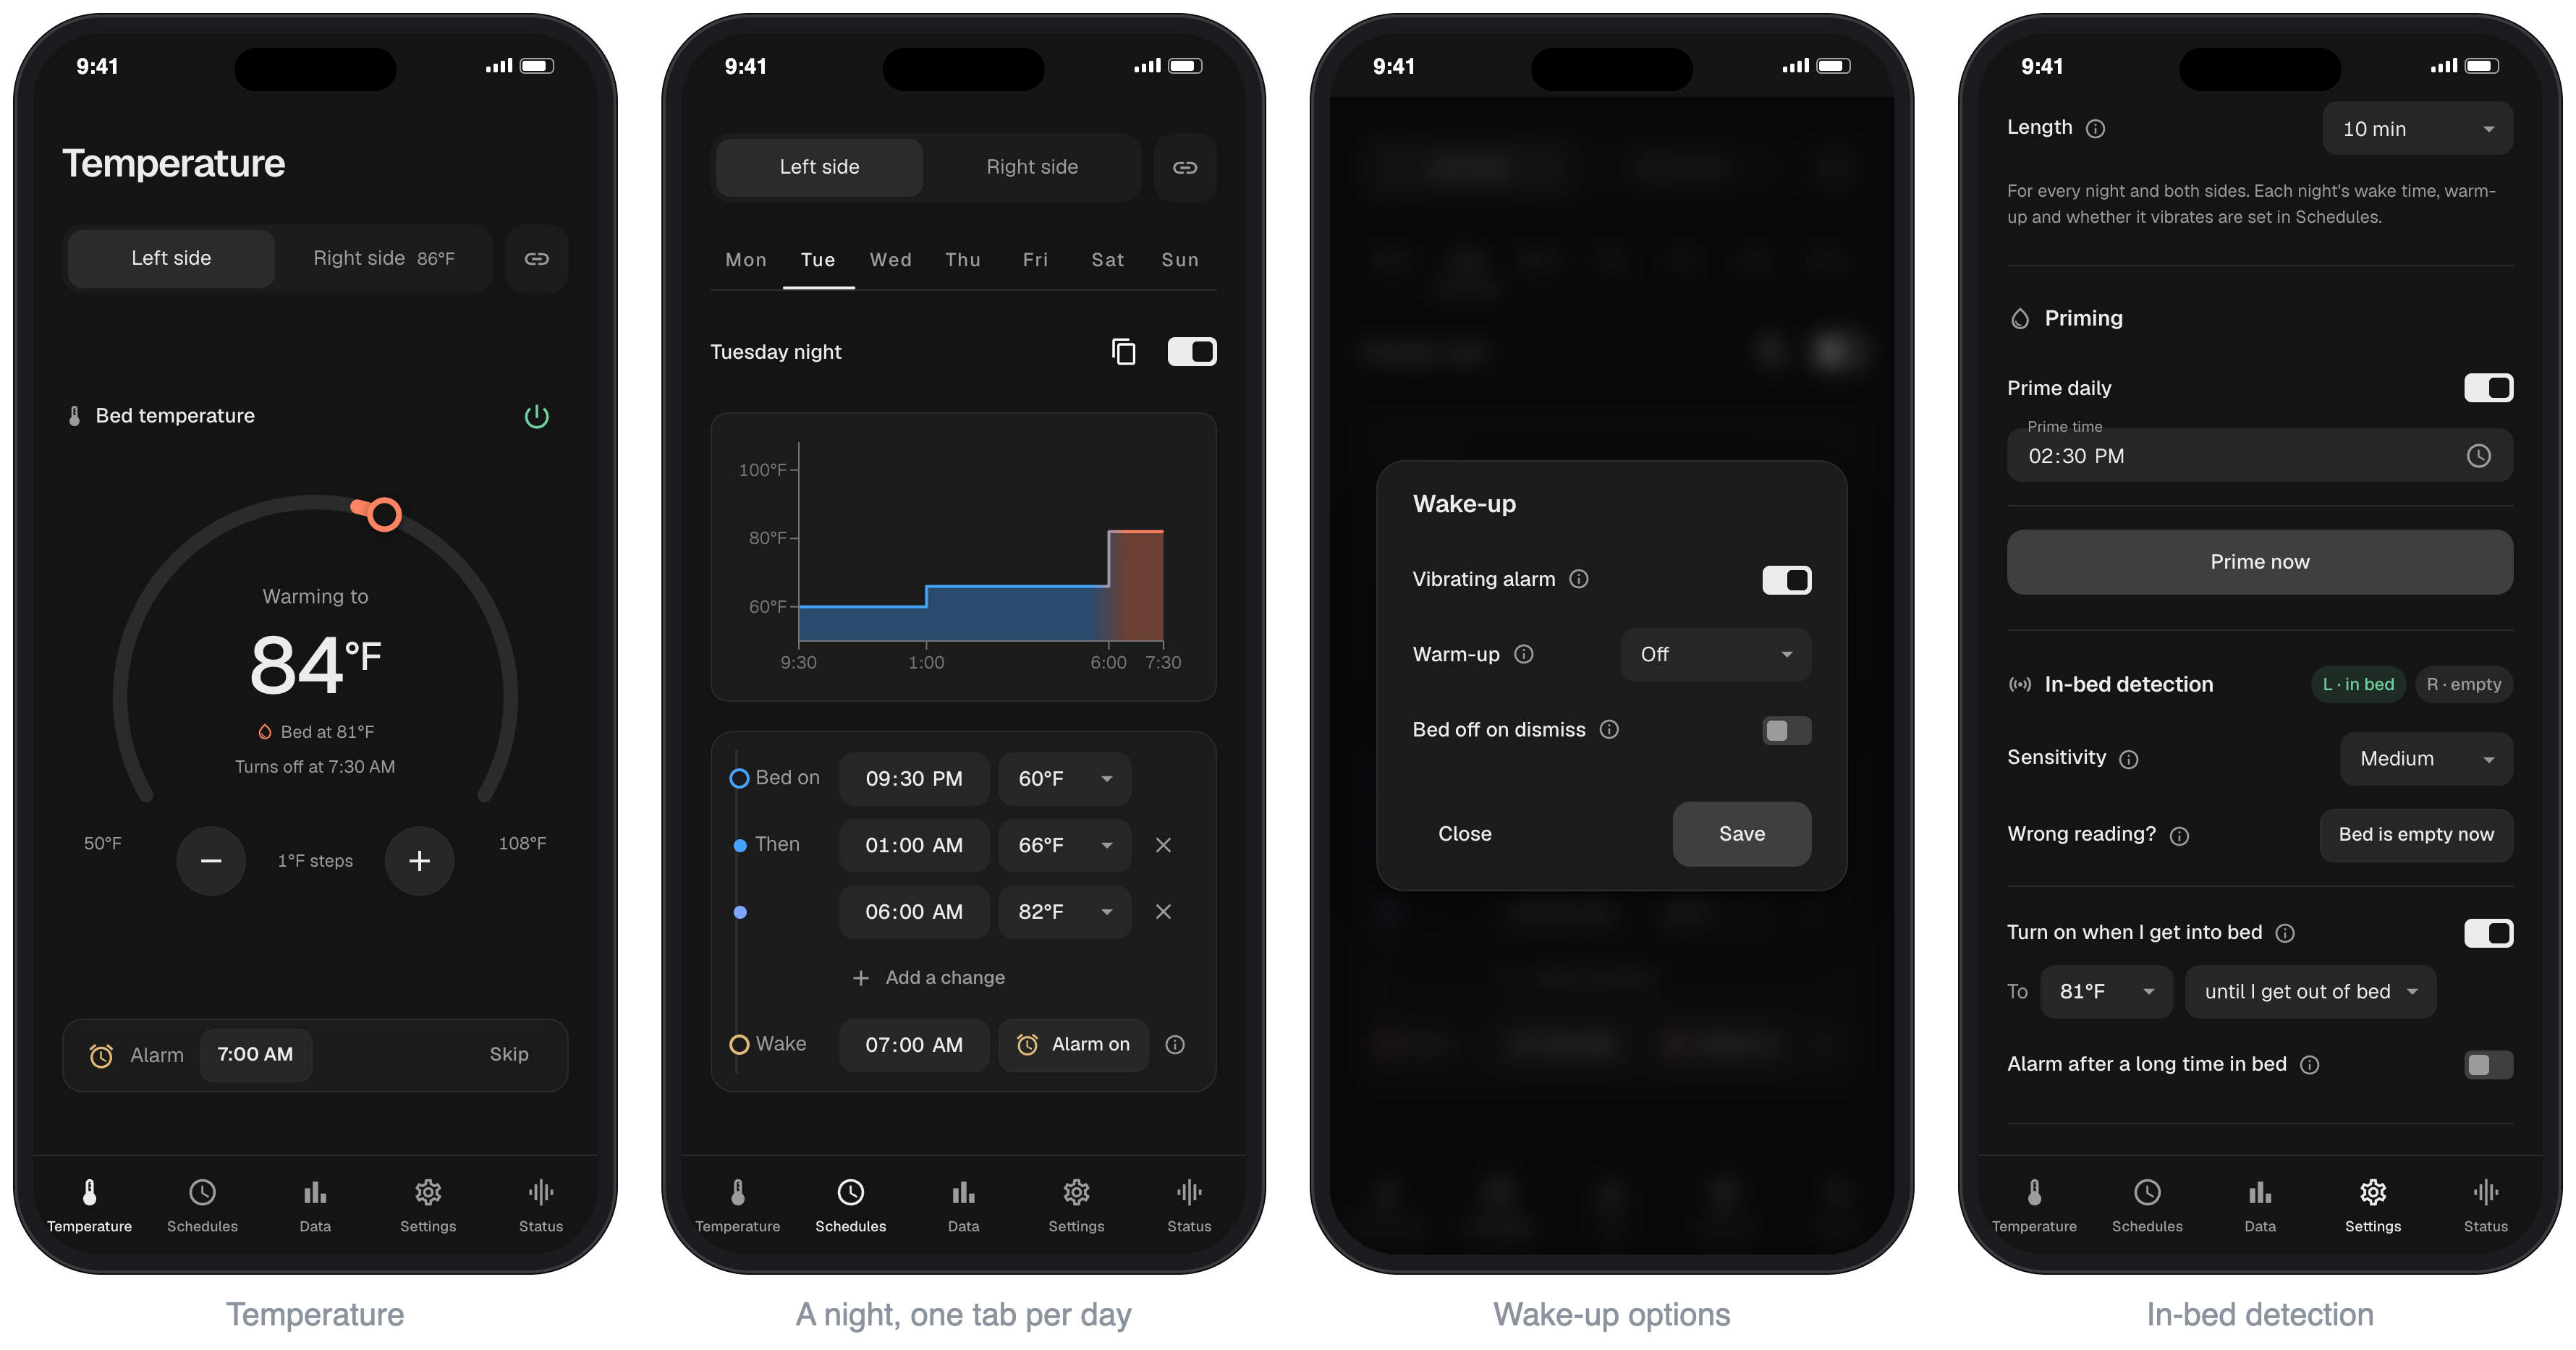 9:41
Temperature
Left side
Right side 86°F
Bed temperature
Warming to
84°F
Bed at 81°F
Turns off at 7:30 AM
50°F
1°F steps
108°F
Alarm 7:00 AM Skip
Temperature Schedules Data Settings Status
Temperature
9:41
Left side Right side
Mon Tue Wed Thu Fri Sat Sun
Tuesday night
100°F
80°F
60°F
9:30 1:00 6:00 7:30
Bed on 09:30 PM 60°F
Then 01:00 AM 66°F
06:00 AM 82°F
Add a change
Wake 07:00 AM Alarm on
Temperature Schedules Data Settings Status
A night, one tab per day
9:41
Wake-up
Vibrating alarm
Warm-up Off
Bed off on dismiss
Close Save
Wake-up options
9:41
Length 10 min
For every night and both sides. Each night's wake time, warm-
up and whether it vibrates are set in Schedules.
Priming
Prime daily
Prime time
02:30 PM
Prime now
In-bed detection L · in bed R · empty
Sensitivity Medium
Wrong reading? Bed is empty now
Turn on when I get into bed
To 81°F until I get out of bed
Alarm after a long time in bed
Temperature Schedules Data Settings Status
In-bed detection